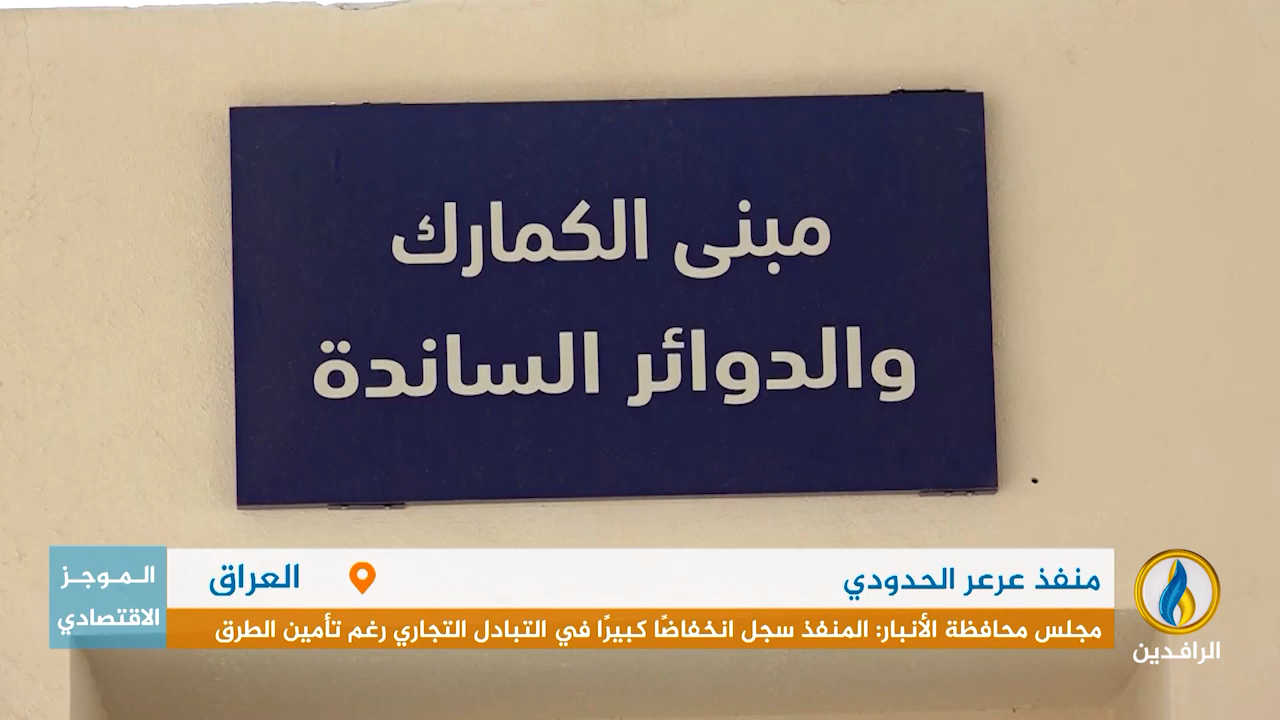 مبنى الكمارك
والدوائر الساندة
منفذ عرعر الحدودي
العراق
الـمـوجـز
الاقتصادي
مجلس محافظة الأنبار: المنفذ سجل انخفاضًا كبيرًا في التبادل التجاري رغم تأمين الطرق
الرافدين